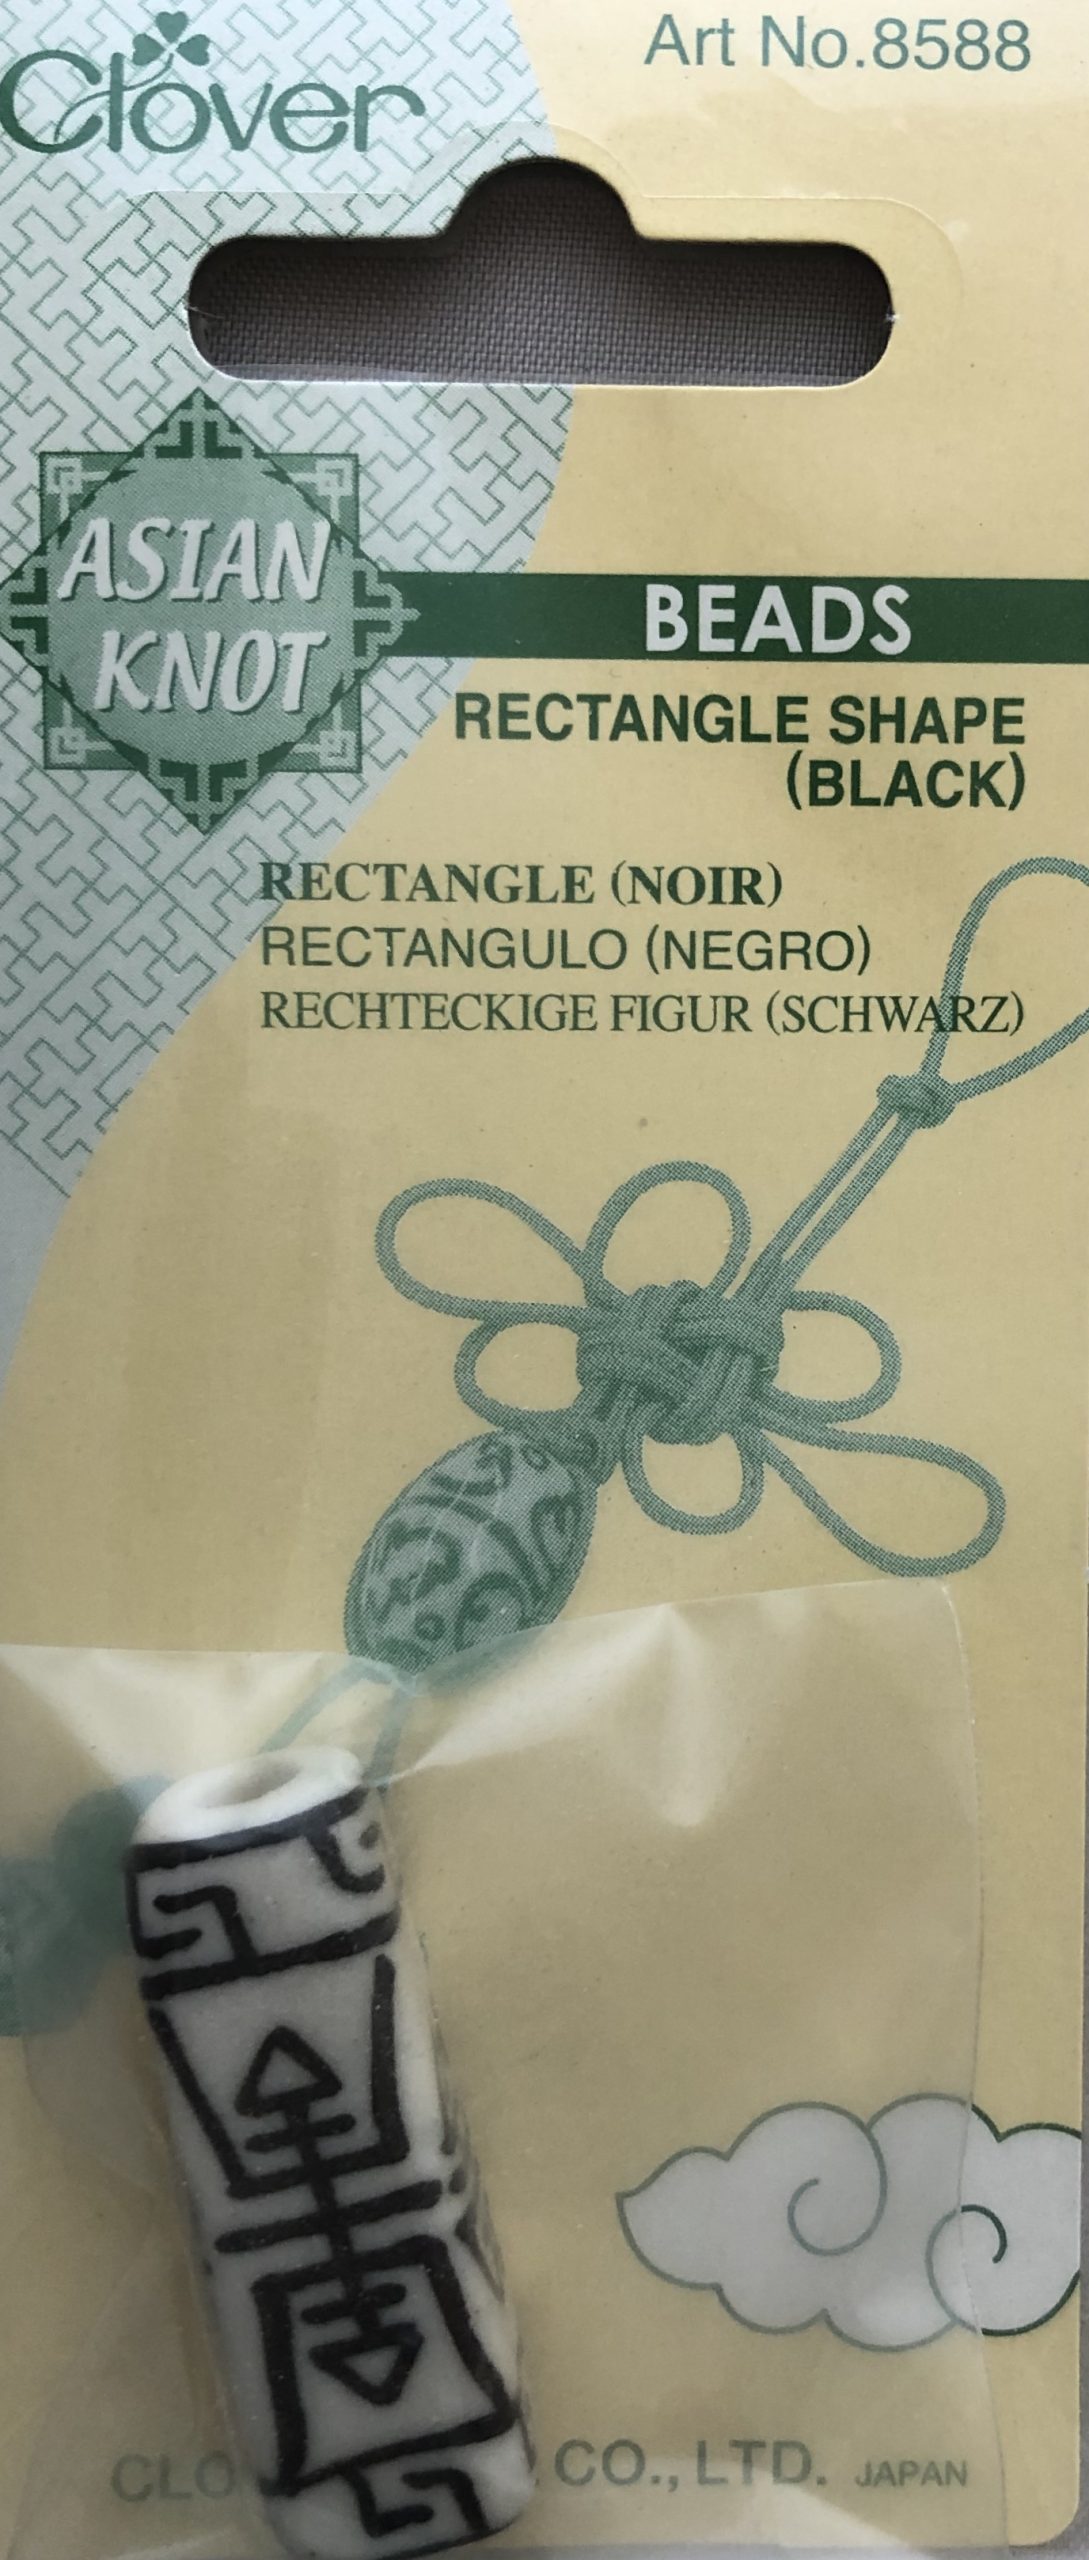 Clover
Art No.8588
ASIAN
KNOT
BEADS
RECTANGLE SHAPE
(BLACK)
RECTANGLE (NOIR)
RECTANGULO (NEGRO)
RECHTECKIGE FIGUR (SCHWARZ)
CO., LTD. JAPAN